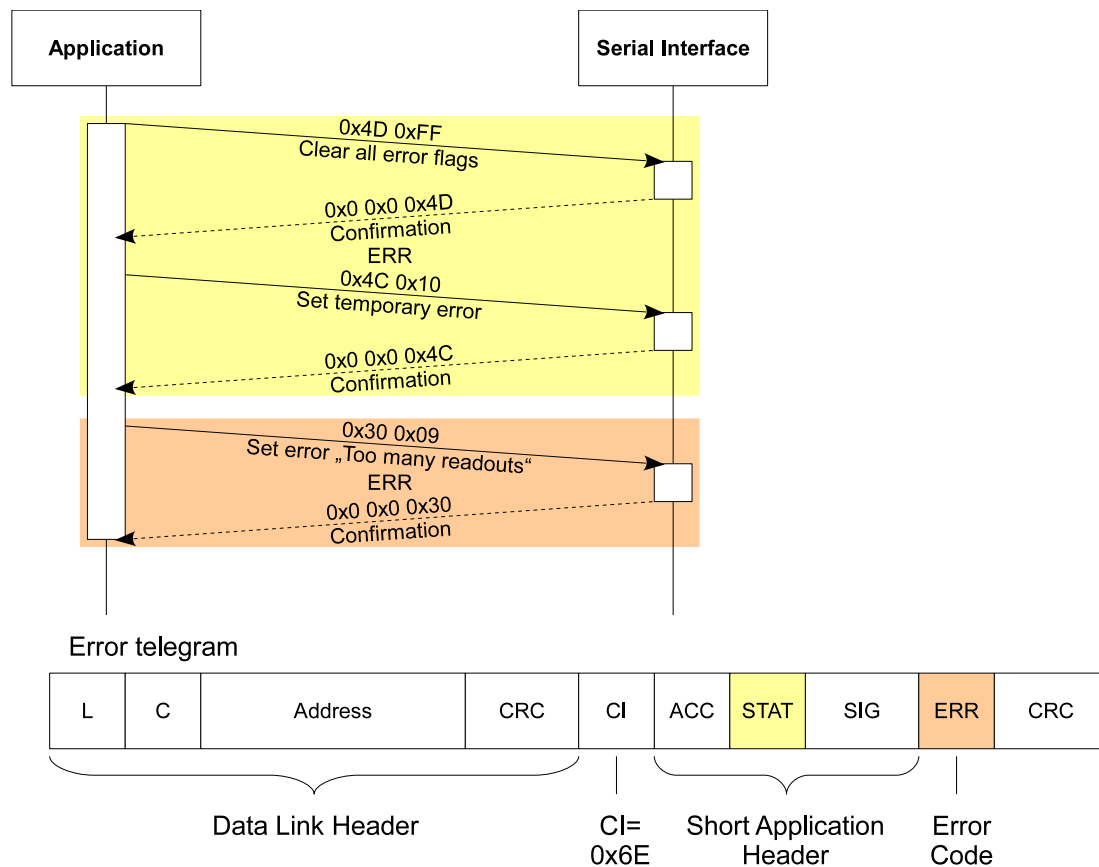 Application
Serial Interface
0x4D 0xFF
Clear all error flags
0x0 0x0 0x4D
Confirmation
ERR
0x4C 0x10
Set temporary error
0x0 0x0 0x4C
Confirmation
0x30 0x09
Set error „Too many readouts“
ERR
0x0 0x0 0x30
Confirmation
Error telegram
L C Address CRC CI ACC STAT SIG ERR CRC
Data Link Header CI= Short Application Error
0x6E Header Code